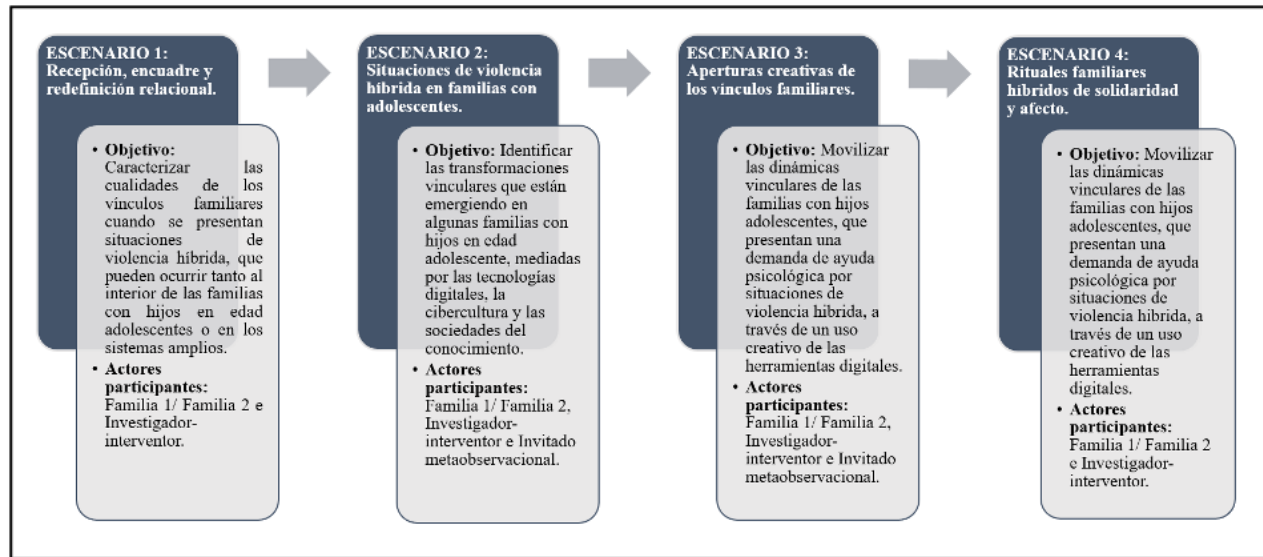 ESCENARIO 1:
Recepción, encuadre y
redefinición relacional.
• Objetivo:
Caracterizar las
cualidades de los
vínculos familiares
cuando se presentan
situaciones de
violencia híbrida, que
pueden ocurrir tanto al
interior de las familias
con hijos en edad
adolescentes o en los
sistemas amplios.
• Actores
participantes:
Familia 1/ Familia 2 e
Investigador-
interventor.
ESCENARIO 2:
Situaciones de violencia
híbrida en familias con
adolescentes.
• Objetivo: Identificar
las transformaciones
vinculares que están
emergiendo en
algunas familias con
hijos en edad
adolescente, mediadas
por las tecnologías
digitales, la
cibercultura y las
sociedades del
conocimiento.
• Actores
participantes:
Familia 1/ Familia 2,
Investigador-
interventor e Invitado
metaobservacional.
ESCENARIO 3:
Aperturas creativas de
los vínculos familiares.
• Objetivo: Movilizar
las dinámicas
vinculares de las
familias con hijos
adolescentes, que
presentan una
demanda de ayuda
psicológica por
situaciones de
violencia híbrida, a
través de un uso
creativo de las
herramientas digitales.
• Actores
participantes:
Familia 1/ Familia 2,
Investigador-
interventor e Invitado
metaobservacional.
ESCENARIO 4:
Rituales familiares
híbridos de solidaridad
y afecto.
• Objetivo: Movilizar
las dinámicas
vinculares de las
familias con hijos
adolescentes, que
presentan una
demanda de ayuda
psicológica por
situaciones de
violencia híbrida, a
través de un uso
creativo de las
herramientas
digitales.
• Actores
participantes:
Familia 1/ Familia 2
e Investigador-
interventor.